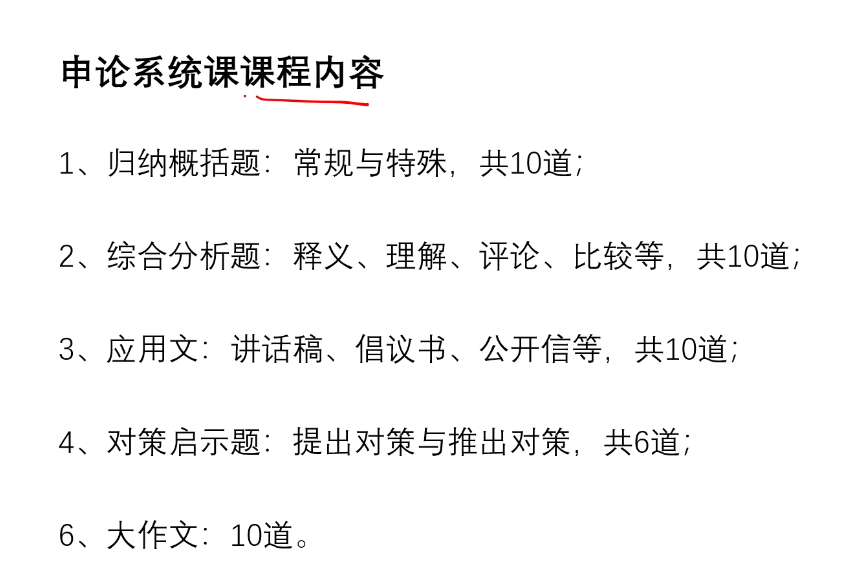 申论系统课课程内容
1、归纳概括题：常规与特殊，共10道；
2、综合分析题：释义、理解、评论、比较等，共10道；
3、应用文：讲话稿、倡议书、公开信等，共10道；
4、对策启示题：提出对策与推出对策，共6道；
6、大作文：10道。